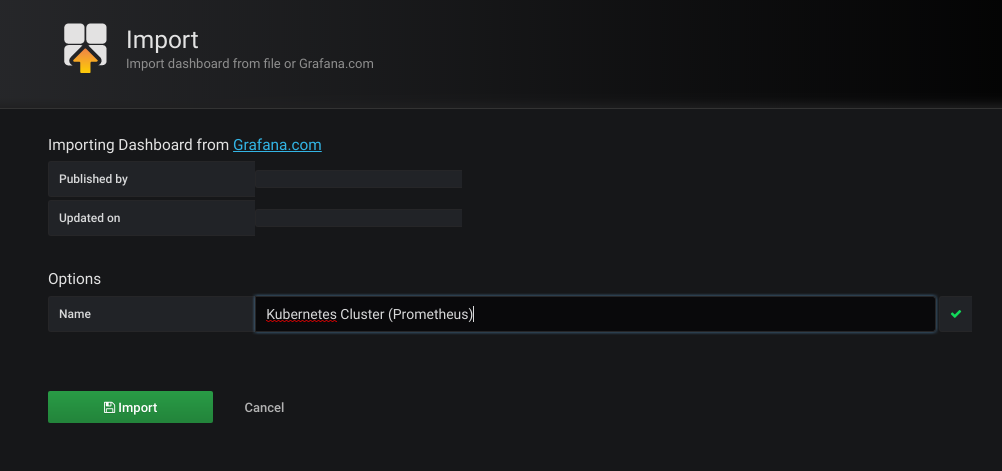 Import
Import dashboard from file or Grafana.com
Importing Dashboard from Grafana.com
Published by
Updated on
Options
Name Kubernetes Cluster (Prometheus)
Import Cancel